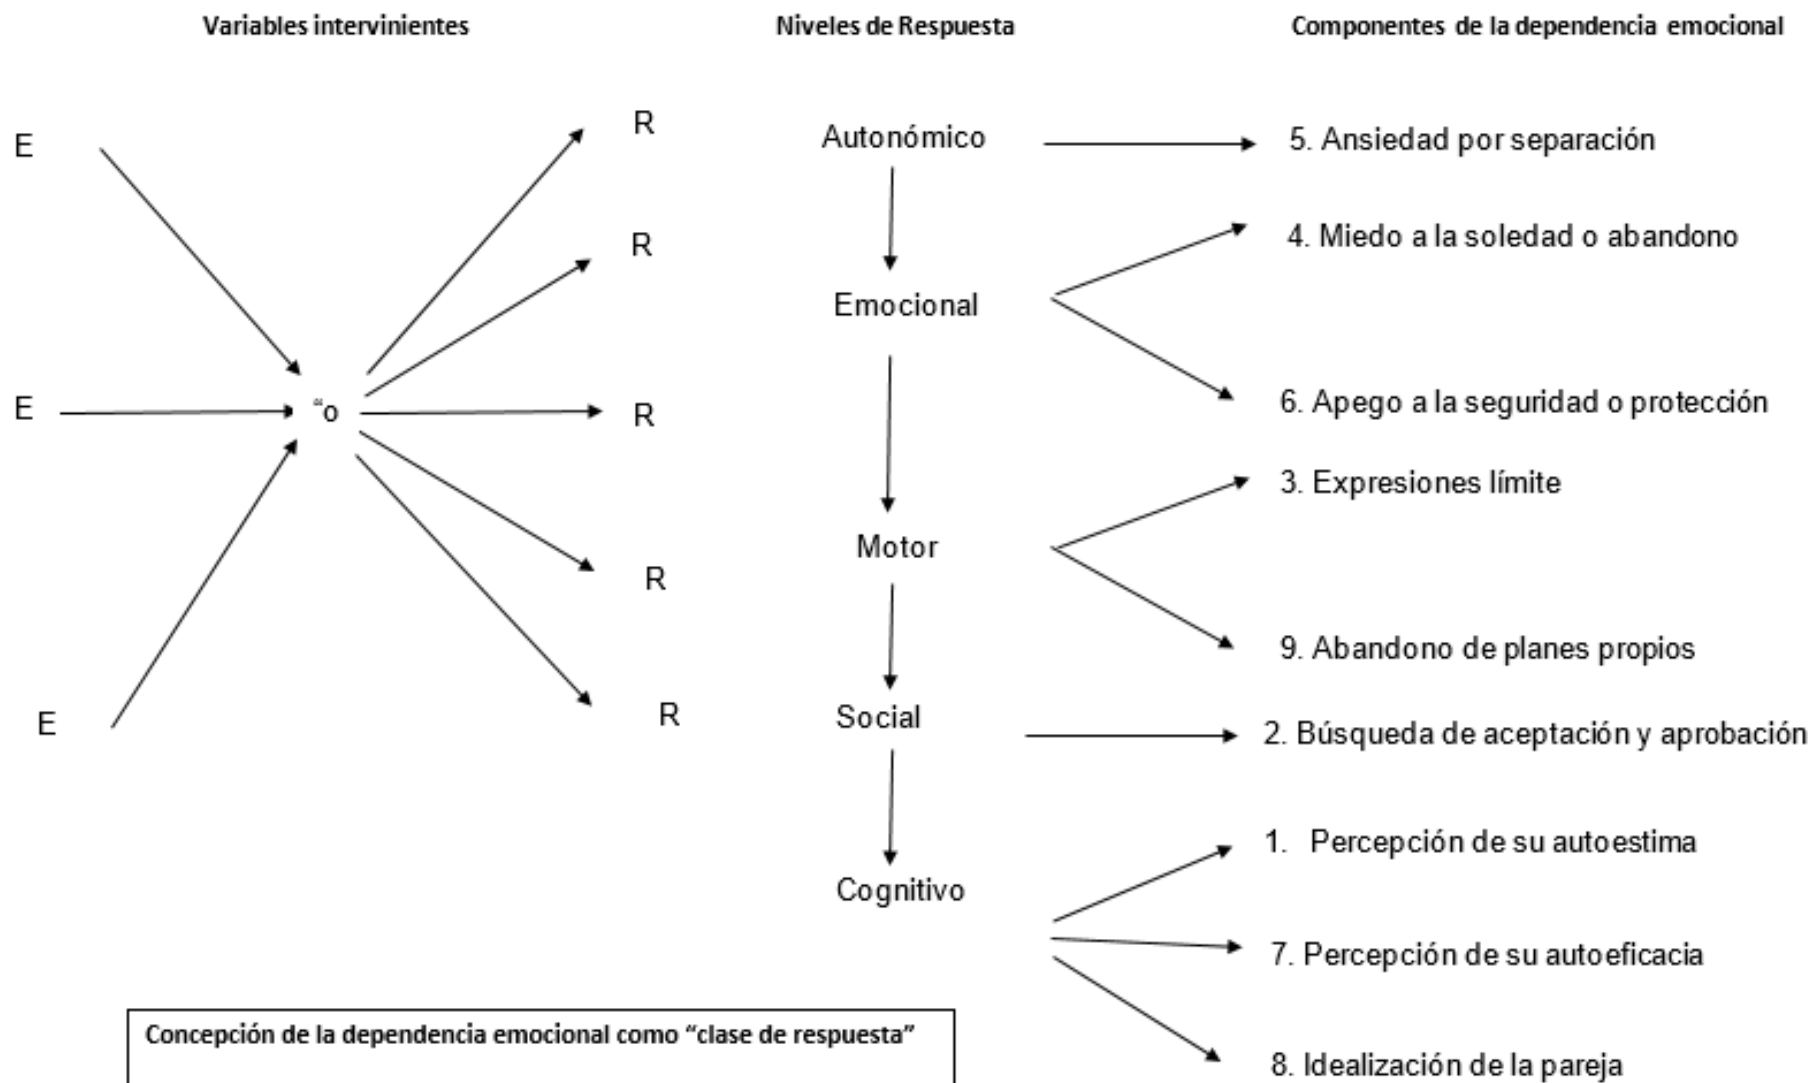 Variables intervinientes
Niveles de Respuesta
Componentes de la dependencia emocional
E
E
E
“o
R
R
R
R
R
Autonómico
Emocional
Motor
Social
Cognitivo
5. Ansiedad por separación
4. Miedo a la soledad o abandono
6. Apego a la seguridad o protección
3. Expresiones límite
9. Abandono de planes propios
2. Búsqueda de aceptación y aprobación
1. Percepción de su autoestima
7. Percepción de su autoeficacia
8. Idealización de la pareja
Concepción de la dependencia emocional como “clase de respuesta”